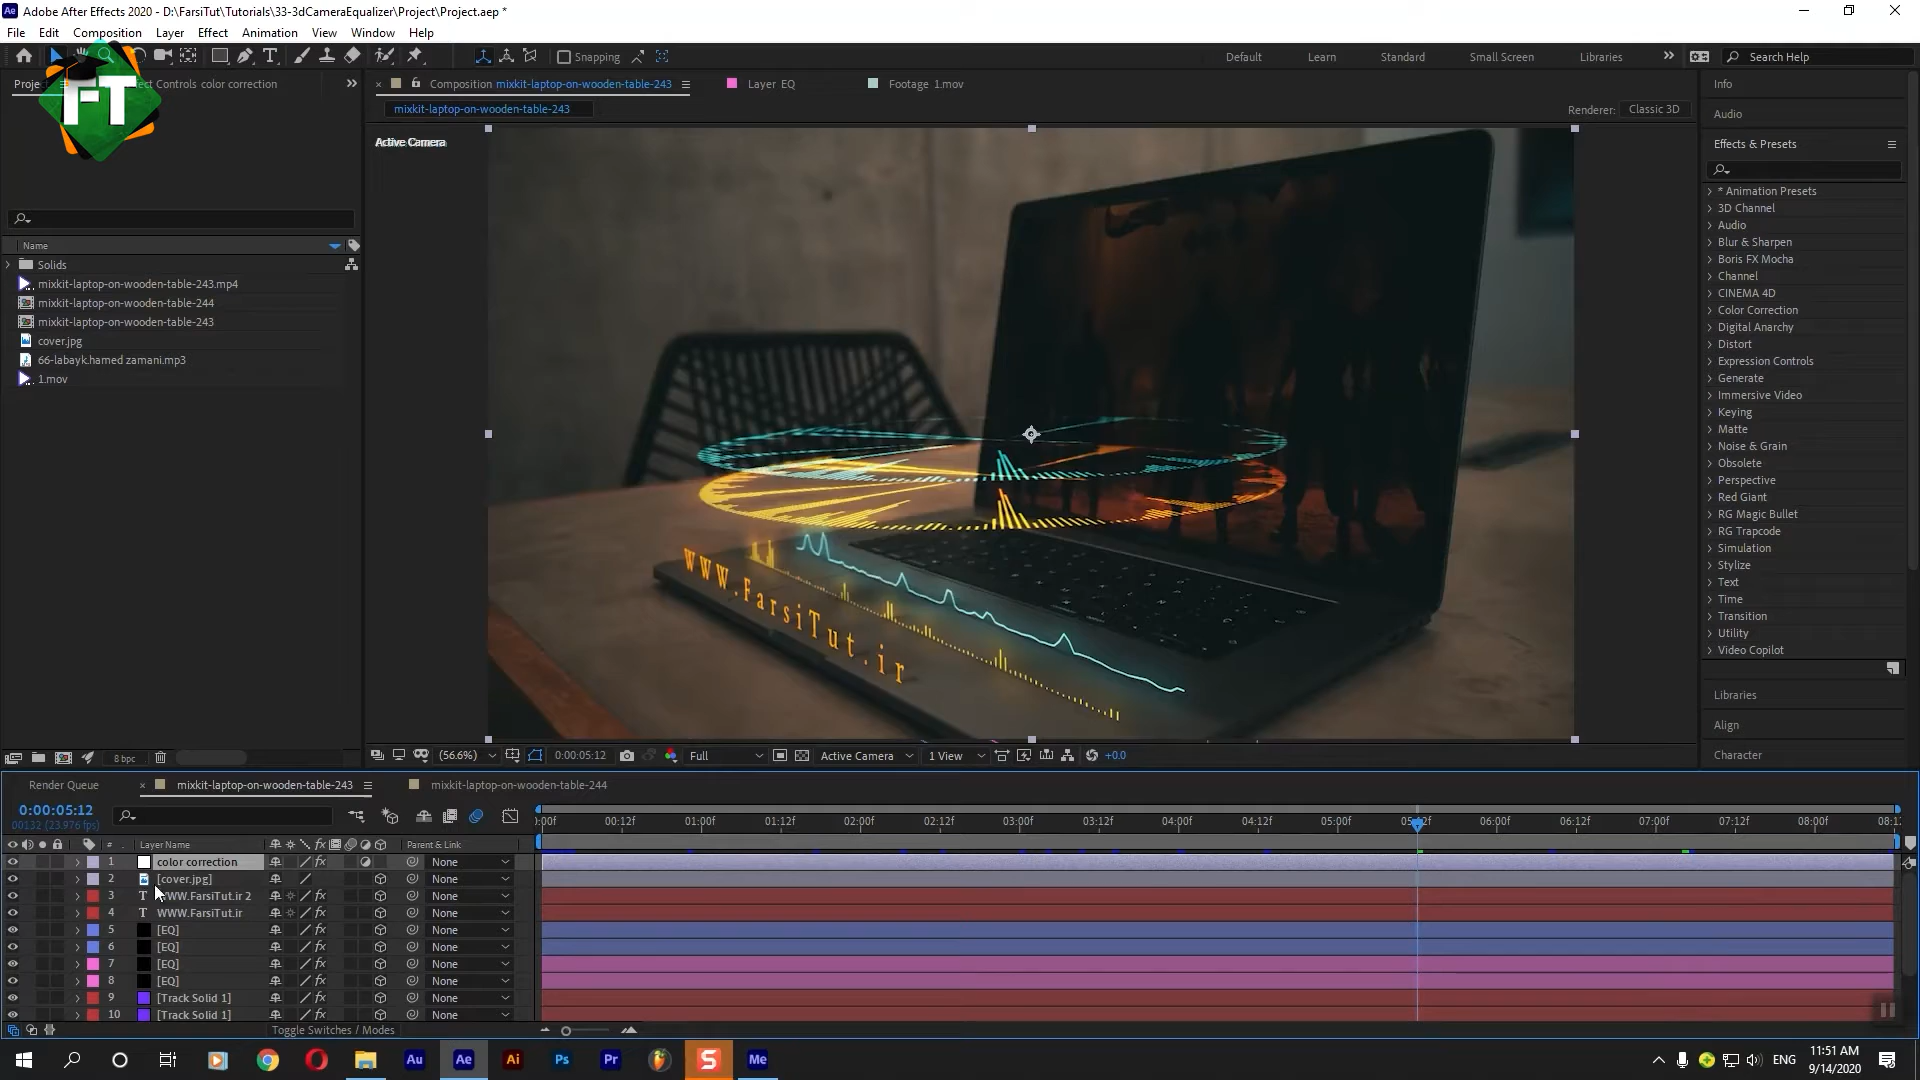 Adobe After Effects 2020 - D:\FarsiTut\Tutorials\33-3dCameraEqualizer\Project\Project.aep *
File Edit Composition Layer Effect Animation View Window Help
Snapping
Default Learn Standard Small Screen Libraries
Search Help
FT
Effect Controls color correction
Composition mixkit-laptop-on-wooden-table-243
Layer EQ
Footage 1.mov
mixkit-laptop-on-wooden-table-243
Renderer: Classic 3D
Active Camera
Name
Solids
mixkit-laptop-on-wooden-table-243.mp4
mixkit-laptop-on-wooden-table-244
mixkit-laptop-on-wooden-table-243
cover.jpg
66-labayk.hamed zamani.mp3
1.mov
WWW.FarsiTut.ir
Info
Audio
Effects & Presets
* Animation Presets
3D Channel
Audio
Blur & Sharpen
Boris FX Mocha
Channel
CINEMA 4D
Color Correction
Digital Anarchy
Distort
Expression Controls
Generate
Immersive Video
Keying
Matte
Noise & Grain
Obsolete
Perspective
Red Giant
RG Magic Bullet
RG Trapcode
Simulation
Stylize
Text
Time
Transition
Utility
Video Copilot
Libraries
Align
Character
8 bpc
(56.6%) 0:00:05:12 Full Active Camera 1 View +0.0
Render Queue
mixkit-laptop-on-wooden-table-243
mixkit-laptop-on-wooden-table-244
0:00:05:12
00132 (23.976 fps)
00:12f 01:00f 01:12f 02:00f 02:12f 03:00f 03:12f 04:00f 04:12f 05:00f 06:00f 06:12f 07:00f 07:12f 08:00f
# Layer Name Parent & Link
1 color correction None
2 [cover.jpg] None
3 WWW.FarsiTut.ir 2 None
4 WWW.FarsiTut.ir None
5 [EQ] None
6 [EQ] None
7 [EQ] None
8 [EQ] None
9 [Track Solid 1] None
10 [Track Solid 1] None
Toggle Switches / Modes
Au Ae Ai Ps Pr S Me
ENG
11:51 AM
9/14/2020